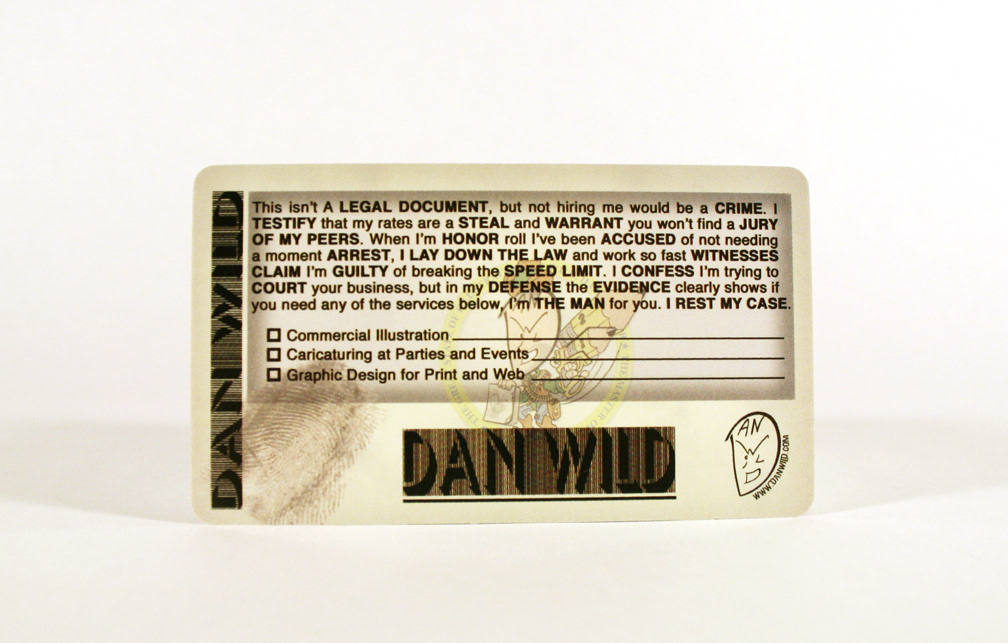 DAN WILD
This isn't A LEGAL DOCUMENT, but not hiring me would be a CRIME. I
TESTIFY that my rates are a STEAL and WARRANT you won't find a JURY
OF MY PEERS. When I'm HONOR roll I've been ACCUSED of not needing
a moment ARREST, I LAY DOWN THE LAW and work so fast WITNESSES
CLAIM I'm GUILTY of breaking the SPEED LIMIT. I CONFESS I'm trying to
COURT your business, but in my DEFENSE the EVIDENCE clearly shows if
you need any of the services below, I'm THE MAN for you. I REST MY CASE.
Commercial Illustration
Caricaturing at Parties and Events
Graphic Design for Print and Web
DAN WILD
WWW.DANWILD.COM